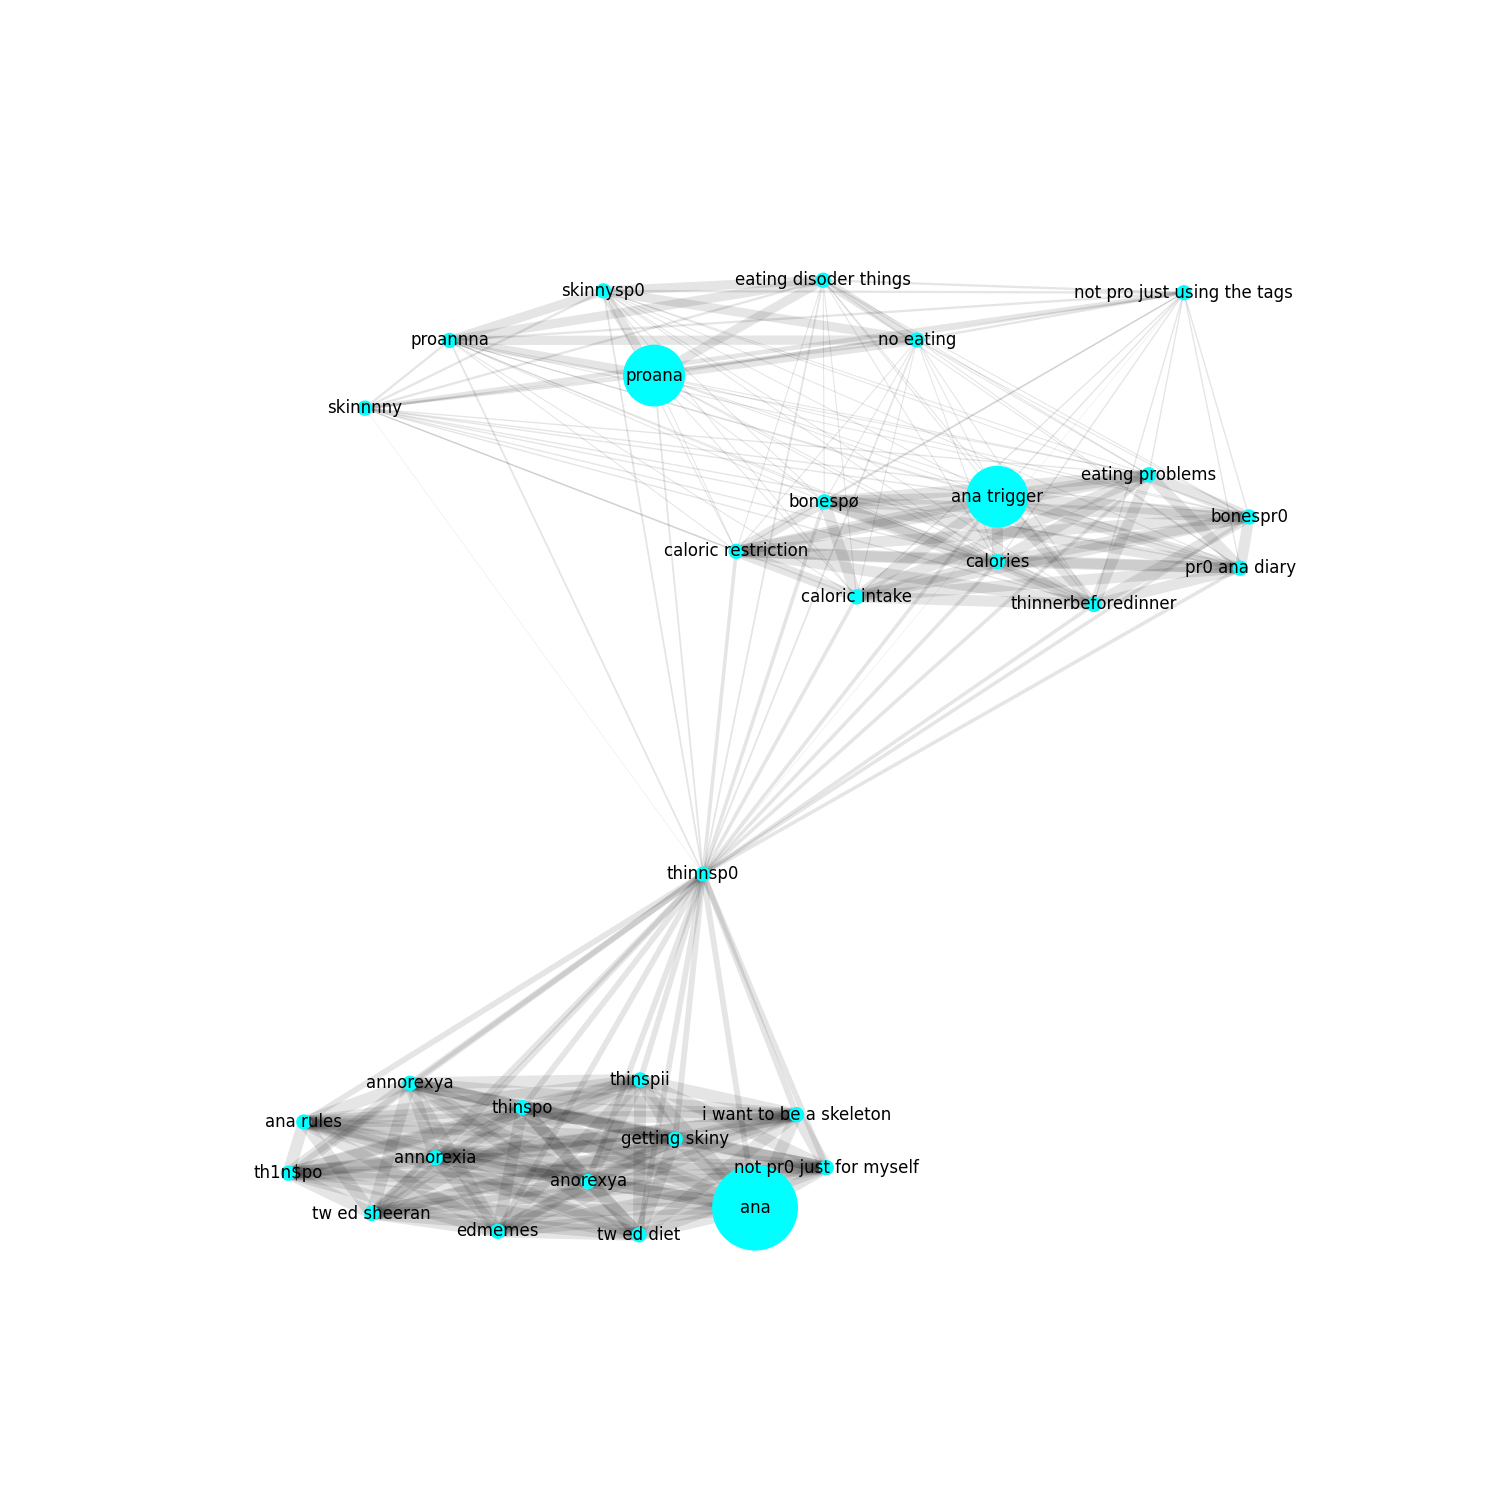 eating disoder things
skinnysp0
not pro just using the tags
proannna
no eating
proana
skinnnny
eating problems
ana trigger
bonespø
bonespr0
caloric restriction
calories
pr0 ana diary
caloric intake
thinnerbeforedinner
thinnsp0
thinspii
annorexya
thinspo
i want to be a skeleton
ana rules
getting skiny
annorexia
not pr0 just for myself
th1n$po
anorexya
ana
tw ed sheeran
edmemes
tw ed diet